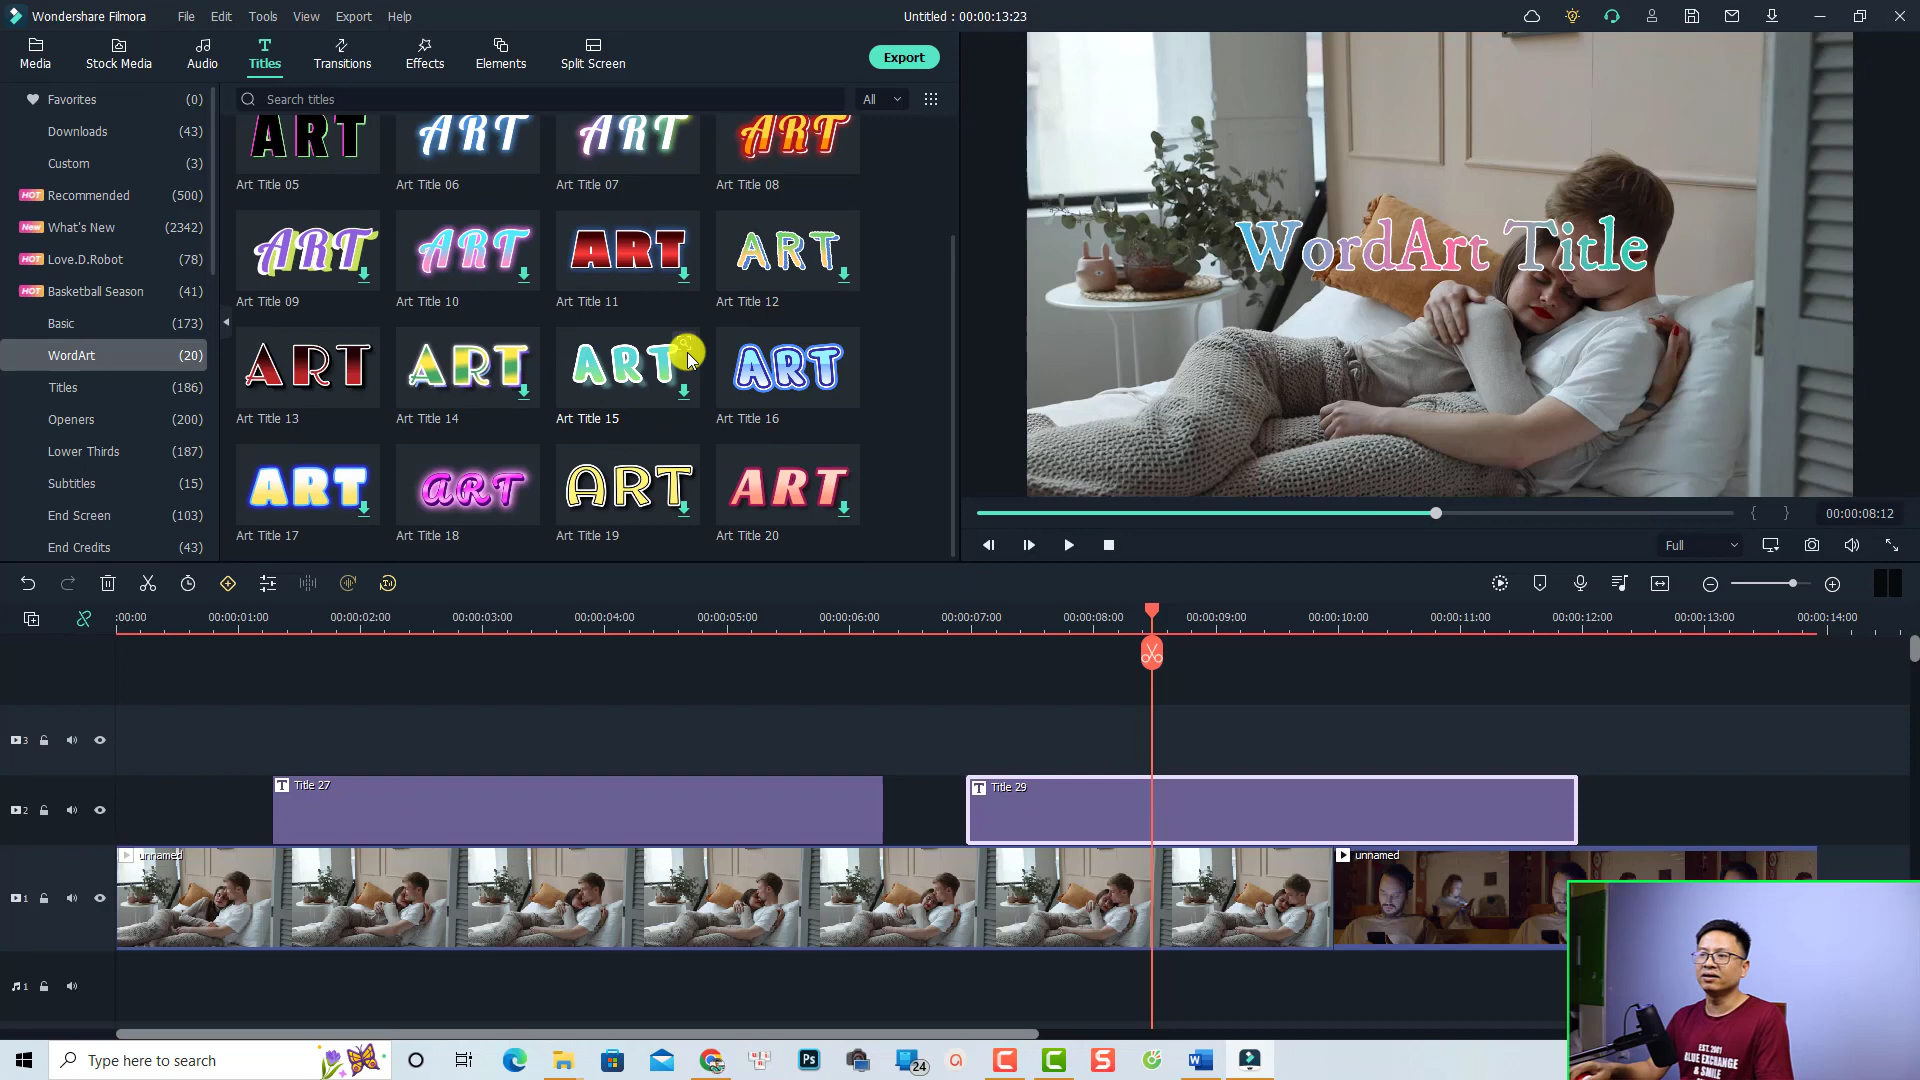 Wondershare Filmora
File Edit Tools View Export Help
Untitled : 00:00:13:23
Media Stock Media Audio Titles Transitions Effects Elements Split Screen
Export
Favorites (0)
Search titles
All
Downloads (43)
Custom (3)
HOT Recommended (500)
New What's New (2342)
HOT Love.D.Robot (78)
HOT Basketball Season (41)
Basic (173)
WordArt (20)
Titles (186)
Openers (200)
Lower Thirds (187)
Subtitles (15)
End Screen (103)
End Credits (43)
ART ART ART ART
Art Title 05 Art Title 06 Art Title 07 Art Title 08
ART ART ART ART
Art Title 09 Art Title 10 Art Title 11 Art Title 12
ART ART ART ART
Art Title 13 Art Title 14 Art Title 15 Art Title 16
ART ART ART ART
Art Title 17 Art Title 18 Art Title 19 Art Title 20
WordArt Title
{ } 00:00:08:12
Full
:00:00 00:00:01:00 00:00:02:00 00:00:03:00 00:00:04:00 00:00:05:00 00:00:06:00 00:00:07:00 00:00:08:00 00:00:09:00 00:00:10:00 00:00:11:00 00:00:12:00 00:00:13:00 00:00:14:00
3
T Title 27
T Title 29
2
unnamed
unnamed
1
1
EST. 2001
BLUE EXCHANGE
& SMILE
Type here to search
Ps
24
C
C
S
W